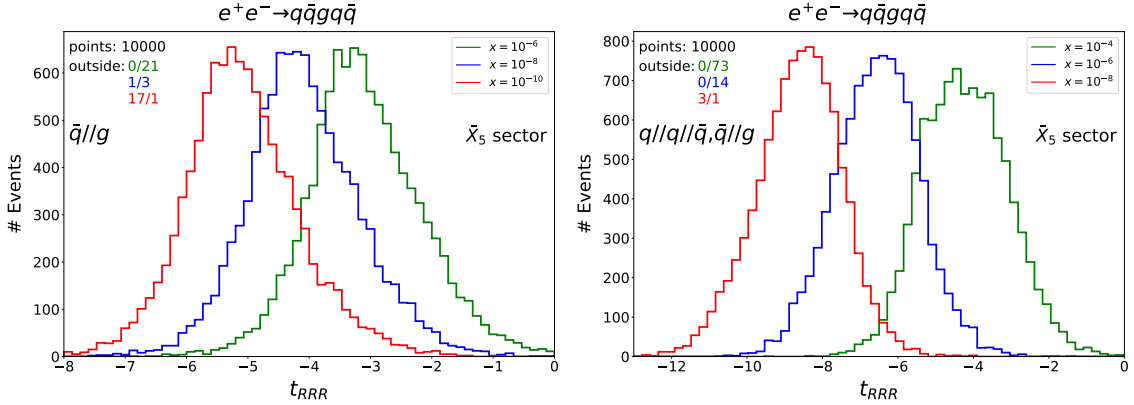 e⁺e⁻→qq̄gqq̄
points: 10000
outside: 0/21
1/3
17/1
x = 10⁻⁶
x = 10⁻⁸
x = 10⁻¹⁰
q̄//g
X̄₅ sector
# Events
600
500
400
300
200
100
0
−8 −7 −6 −5 −4 −3 −2 −1 0
t_RRR
e⁺e⁻→qq̄gqq̄
points: 10000
outside: 0/73
0/14
3/1
x = 10⁻⁴
x = 10⁻⁶
x = 10⁻⁸
q//q//q̄,q̄//g
X̄₅ sector
# Events
800
700
600
500
400
300
200
100
0
−12 −10 −8 −6 −4 −2 0
t_RRR